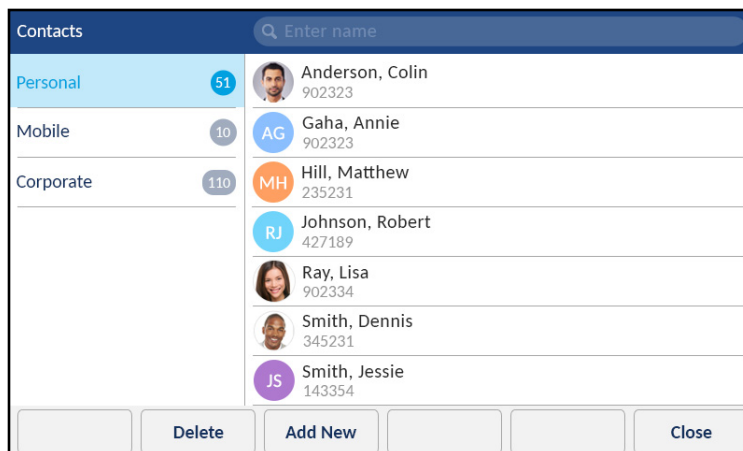 Contacts
Enter name
Personal 51
Mobile 10
Corporate 110
Anderson, Colin
902323
AG
Gaha, Annie
902323
MH
Hill, Matthew
235231
RJ
Johnson, Robert
427189
Ray, Lisa
902334
Smith, Dennis
345231
JS
Smith, Jessie
143354
Delete Add New Close